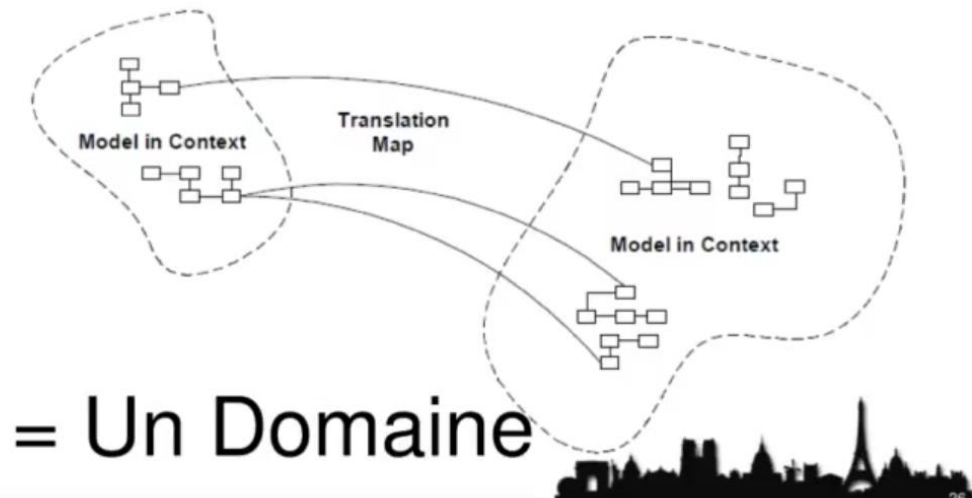 Translation
Map
Model in Context
Model in Context
= Un Domaine